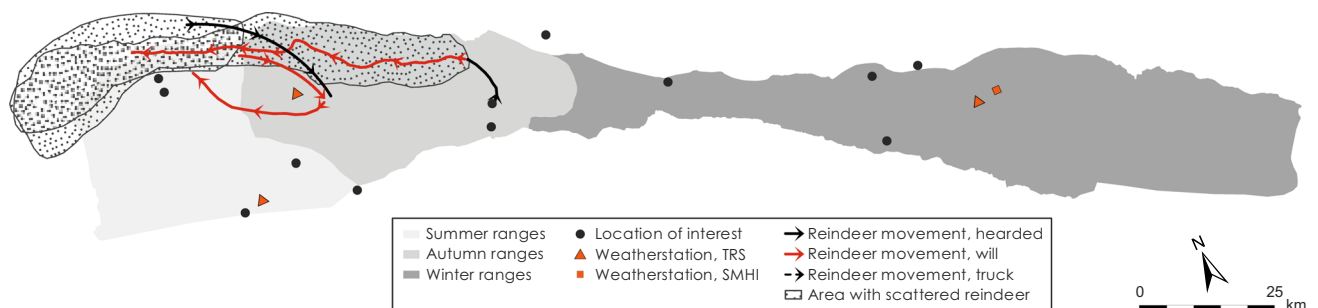 Summer ranges
Autumn ranges
Winter ranges
Location of interest
Weatherstation, TRS
Weatherstation, SMHI
Reindeer movement, hearded
Reindeer movement, will
Reindeer movement, truck
Area with scattered reindeer
N
0 25
km